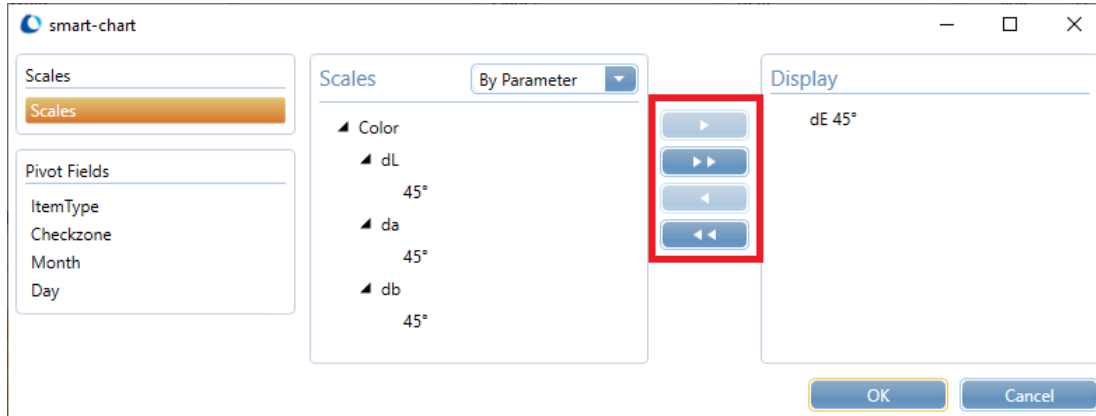 smart-chart
Scales
Scales
Pivot Fields
ItemType
Checkzone
Month
Day
Scales
By Parameter
Color
dL
45°
da
45°
db
45°
Display
dE 45°
OK
Cancel